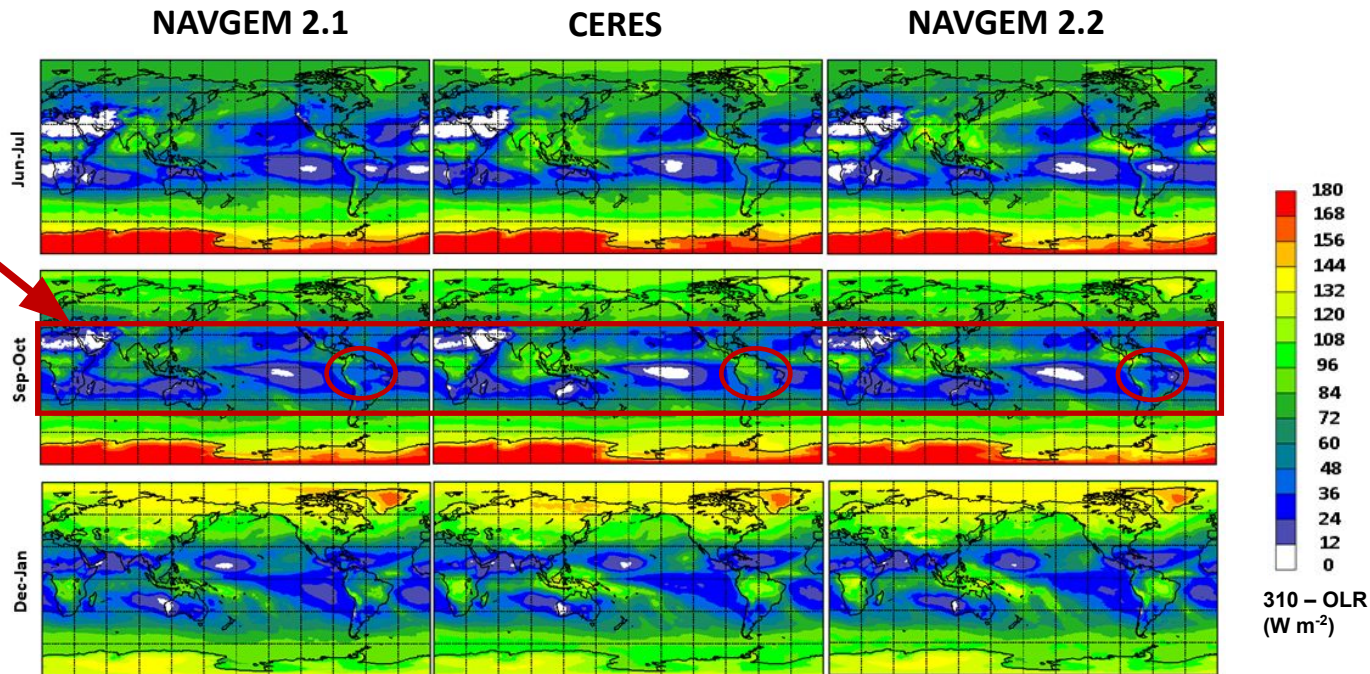 NAVGEM 2.1
CERES
NAVGEM 2.2
Jun-Jul
Sep-Oct
Dec-Jan
180
168
156
144
132
120
108
96
84
72
60
48
36
24
12
0
310 – OLR
(W m⁻²)